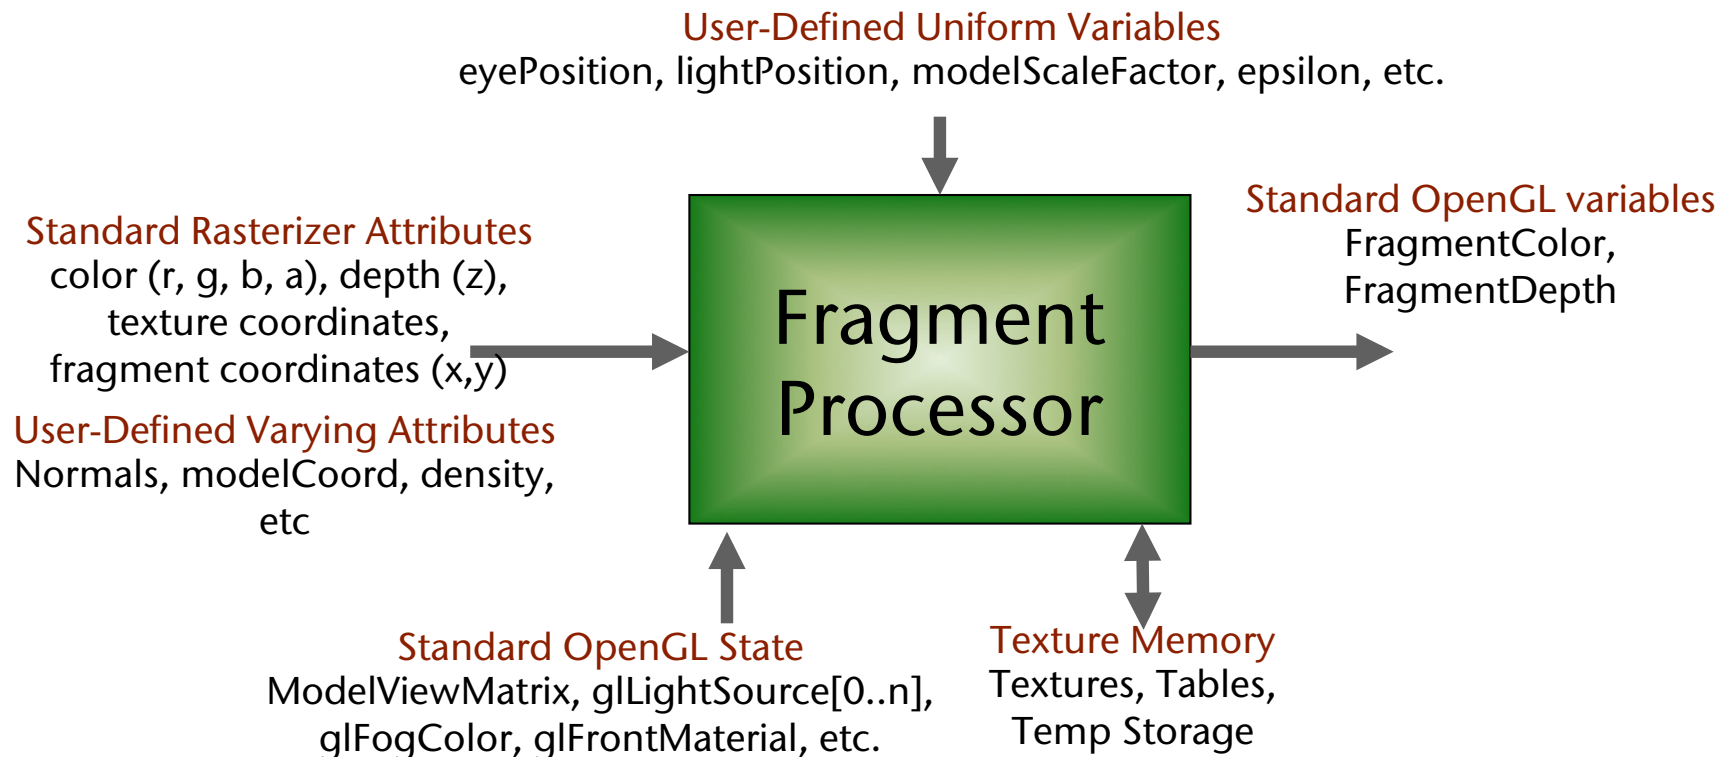 User-Defined Uniform Variables
eyePosition, lightPosition, modelScaleFactor, epsilon, etc.
Standard Rasterizer Attributes
color (r, g, b, a), depth (z),
texture coordinates,
fragment coordinates (x,y)
User-Defined Varying Attributes
Normals, modelCoord, density,
etc
Fragment
Processor
Standard OpenGL variables
FragmentColor,
FragmentDepth
Standard OpenGL State
ModelViewMatrix, glLightSource[0..n],
glFogColor, glFrontMaterial, etc.
Texture Memory
Textures, Tables,
Temp Storage